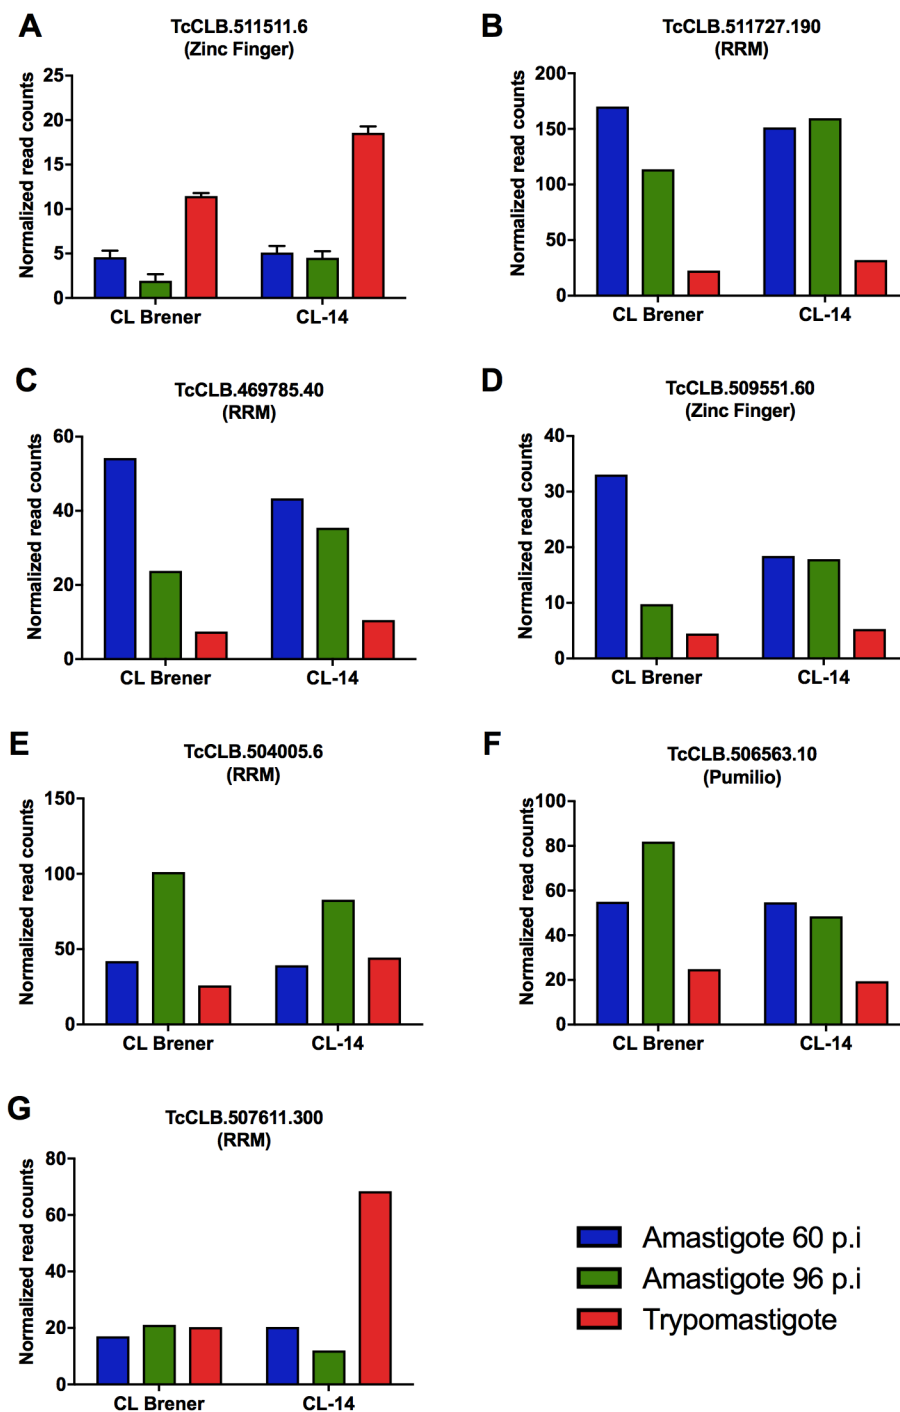 A
TcCLB.511511.6
(Zinc Finger)
Normalized read counts
25
20
15
10
5
0
CL Brener
CL-14
B
TcCLB.511727.190
(RRM)
Normalized read counts
200
150
100
50
0
CL Brener
CL-14
C
TcCLB.469785.40
(RRM)
Normalized read counts
60
40
20
0
CL Brener
CL-14
D
TcCLB.509551.60
(Zinc Finger)
Normalized read counts
40
30
20
10
0
CL Brener
CL-14
E
TcCLB.504005.6
(RRM)
Normalized read counts
150
100
50
0
CL Brener
CL-14
F
TcCLB.506563.10
(Pumilio)
Normalized read counts
100
80
60
40
20
0
CL Brener
CL-14
G
TcCLB.507611.300
(RRM)
Normalized read counts
80
60
40
20
0
CL Brener
CL-14
Amastigote 60 p.i
Amastigote 96 p.i
Trypomastigote